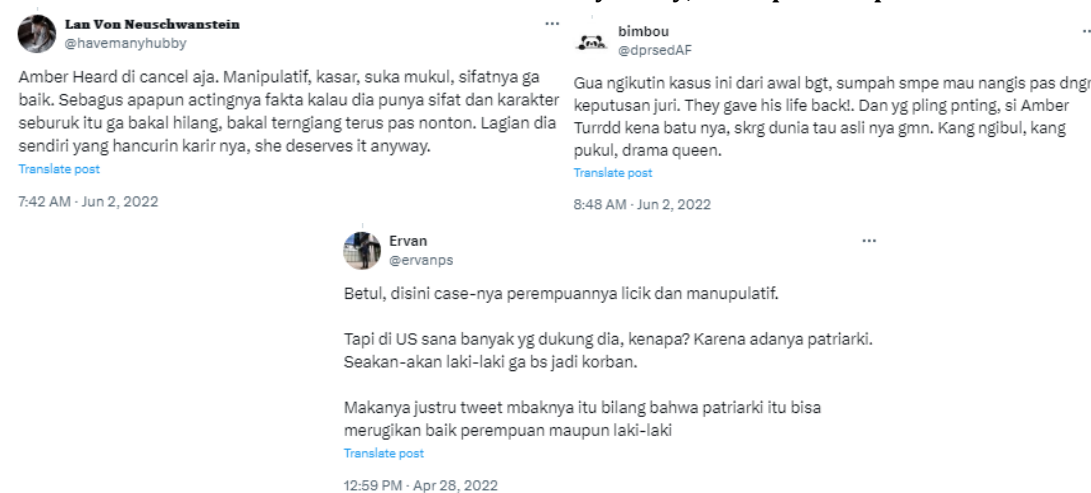 Lan Von Neuschwanstein
@havemanyhubby
Amber Heard di cancel aja. Manipulatif, kasar, suka mukul, sifatnya ga
baik. Sebagus apapun actingnya fakta kalau dia punya sifat dan karakter
seburuk itu ga bakal hilang, bakal terngiang terus pas nonton. Lagian dia
sendiri yang hancurin karir nya, she deserves it anyway.
Translate post
7:42 AM · Jun 2, 2022
bimbou
@dprsedAF
Gua ngikutin kasus ini dari awal bgt, sumpah smpe mau nangis pas dngr
keputusan juri. They gave his life back!. Dan yg pling pnting, si Amber
Turrdd kena batu nya, skrg dunia tau asli nya gmn. Kang ngibul, kang
pukul, drama queen.
Translate post
8:48 AM · Jun 2, 2022
Ervan
@ervanps
Betul, disini case-nya perempuannya licik dan manupulatif.
Tapi di US sana banyak yg dukung dia, kenapa? Karena adanya patriarki.
Seakan-akan laki-laki ga bs jadi korban.
Makanya justru tweet mbaknya itu bilang bahwa patriarki itu bisa
merugikan baik perempuan maupun laki-laki
Translate post
12:59 PM · Apr 28, 2022